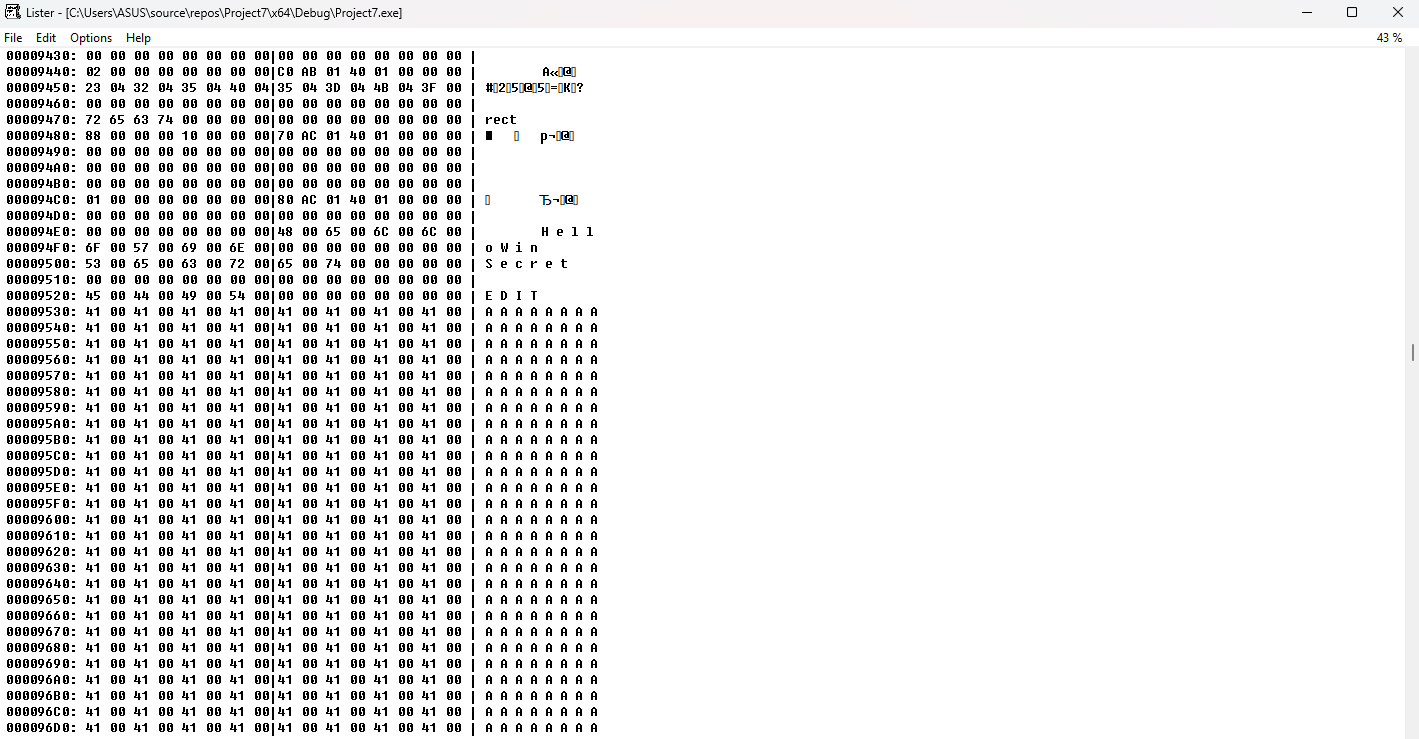 Lister - [C:\Users\ASUS\source\repos\Project7\x64\Debug\Project7.exe]
File Edit Options Help 43 %
00009430: 00 00 00 00 00 00 00 00|00 00 00 00 00 00 00 00 |
00009440: 02 00 00 00 00 00 00 00|C0 AB 01 40 01 00 00 00 | А«▯@▯
00009450: 23 04 32 04 35 04 40 04|35 04 3D 04 4B 04 3F 00 | #▯2▯5▯@▯5▯=▯K▯?
00009460: 00 00 00 00 00 00 00 00|00 00 00 00 00 00 00 00 |
00009470: 72 65 63 74 00 00 00 00|00 00 00 00 00 00 00 00 | rect
00009480: 88 00 00 00 10 00 00 00|70 AC 01 40 01 00 00 00 | ■ ▯ p¬▯@▯
00009490: 00 00 00 00 00 00 00 00|00 00 00 00 00 00 00 00 |
000094A0: 00 00 00 00 00 00 00 00|00 00 00 00 00 00 00 00 |
000094B0: 00 00 00 00 00 00 00 00|00 00 00 00 00 00 00 00 |
000094C0: 01 00 00 00 00 00 00 00|80 AC 01 40 01 00 00 00 | ▯ Ђ¬▯@▯
000094D0: 00 00 00 00 00 00 00 00|00 00 00 00 00 00 00 00 |
000094E0: 00 00 00 00 00 00 00 00|48 00 65 00 6C 00 6C 00 | H e l l
000094F0: 6F 00 57 00 69 00 6E 00|00 00 00 00 00 00 00 00 | o W i n
00009500: 53 00 65 00 63 00 72 00|65 00 74 00 00 00 00 00 | S e c r e t
00009510: 00 00 00 00 00 00 00 00|00 00 00 00 00 00 00 00 |
00009520: 45 00 44 00 49 00 54 00|00 00 00 00 00 00 00 00 | E D I T
00009530: 41 00 41 00 41 00 41 00|41 00 41 00 41 00 41 00 | A A A A A A A A
00009540: 41 00 41 00 41 00 41 00|41 00 41 00 41 00 41 00 | A A A A A A A A
00009550: 41 00 41 00 41 00 41 00|41 00 41 00 41 00 41 00 | A A A A A A A A
00009560: 41 00 41 00 41 00 41 00|41 00 41 00 41 00 41 00 | A A A A A A A A
00009570: 41 00 41 00 41 00 41 00|41 00 41 00 41 00 41 00 | A A A A A A A A
00009580: 41 00 41 00 41 00 41 00|41 00 41 00 41 00 41 00 | A A A A A A A A
00009590: 41 00 41 00 41 00 41 00|41 00 41 00 41 00 41 00 | A A A A A A A A
000095A0: 41 00 41 00 41 00 41 00|41 00 41 00 41 00 41 00 | A A A A A A A A
000095B0: 41 00 41 00 41 00 41 00|41 00 41 00 41 00 41 00 | A A A A A A A A
000095C0: 41 00 41 00 41 00 41 00|41 00 41 00 41 00 41 00 | A A A A A A A A
000095D0: 41 00 41 00 41 00 41 00|41 00 41 00 41 00 41 00 | A A A A A A A A
000095E0: 41 00 41 00 41 00 41 00|41 00 41 00 41 00 41 00 | A A A A A A A A
000095F0: 41 00 41 00 41 00 41 00|41 00 41 00 41 00 41 00 | A A A A A A A A
00009600: 41 00 41 00 41 00 41 00|41 00 41 00 41 00 41 00 | A A A A A A A A
00009610: 41 00 41 00 41 00 41 00|41 00 41 00 41 00 41 00 | A A A A A A A A
00009620: 41 00 41 00 41 00 41 00|41 00 41 00 41 00 41 00 | A A A A A A A A
00009630: 41 00 41 00 41 00 41 00|41 00 41 00 41 00 41 00 | A A A A A A A A
00009640: 41 00 41 00 41 00 41 00|41 00 41 00 41 00 41 00 | A A A A A A A A
00009650: 41 00 41 00 41 00 41 00|41 00 41 00 41 00 41 00 | A A A A A A A A
00009660: 41 00 41 00 41 00 41 00|41 00 41 00 41 00 41 00 | A A A A A A A A
00009670: 41 00 41 00 41 00 41 00|41 00 41 00 41 00 41 00 | A A A A A A A A
00009680: 41 00 41 00 41 00 41 00|41 00 41 00 41 00 41 00 | A A A A A A A A
00009690: 41 00 41 00 41 00 41 00|41 00 41 00 41 00 41 00 | A A A A A A A A
000096A0: 41 00 41 00 41 00 41 00|41 00 41 00 41 00 41 00 | A A A A A A A A
000096B0: 41 00 41 00 41 00 41 00|41 00 41 00 41 00 41 00 | A A A A A A A A
000096C0: 41 00 41 00 41 00 41 00|41 00 41 00 41 00 41 00 | A A A A A A A A
000096D0: 41 00 41 00 41 00 41 00|41 00 41 00 41 00 41 00 | A A A A A A A A